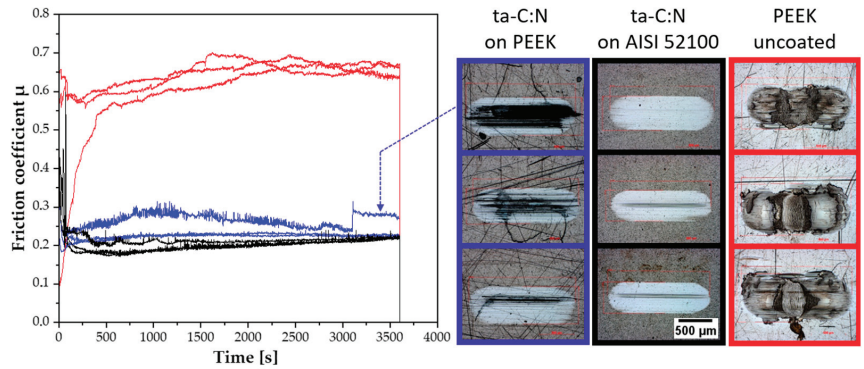 Friction coefficient μ
0.8
0.7
0.6
0.5
0.4
0.3
0.2
0.1
0.0
0 500 1000 1500 2000 2500 3000 3500 4000
Time [s]
ta-C:N
on PEEK
ta-C:N
on AISI 52100
PEEK
uncoated
500 μm